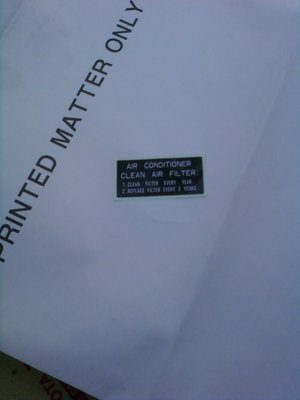 PRINTED MATTER ONLY
AIR CONDITIONER
CLEAN AIR FILTER:
1. CLEAN FILTER EVERY YEAR.
2. REPLACE FILTER EVERY 2 YEARS.